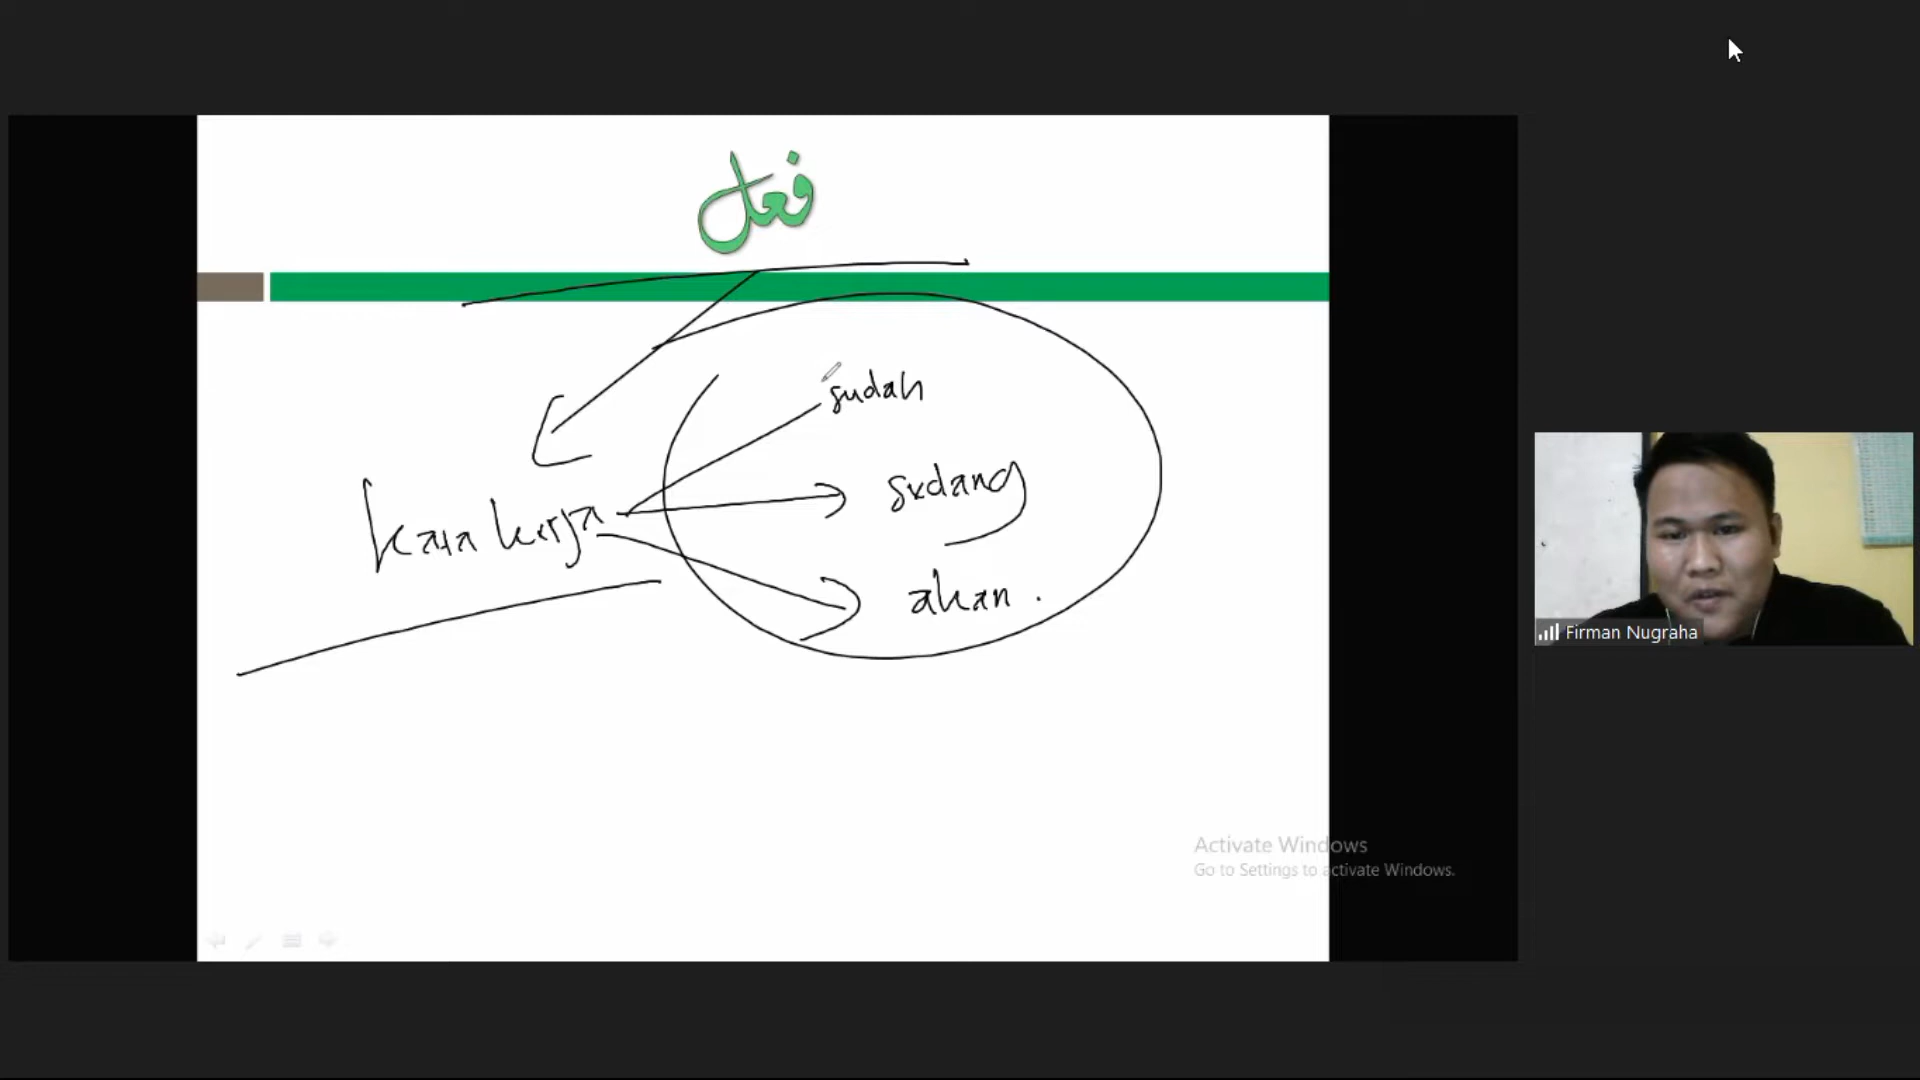 فعل
sudah
sedang
kata kerja
akan .
Firman Nugraha
Activate Windows
Go to Settings to activate Windows.